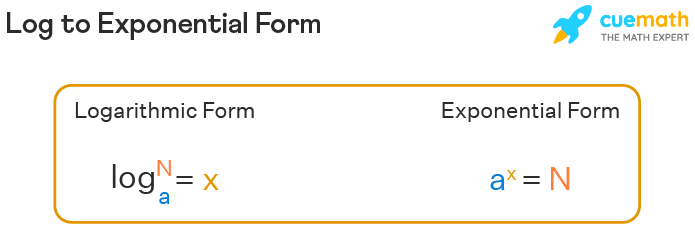 Log to Exponential Form
cuemath
THE MATH EXPERT
Logarithmic Form
Exponential Form
logₐᴺ = x
aˣ = N